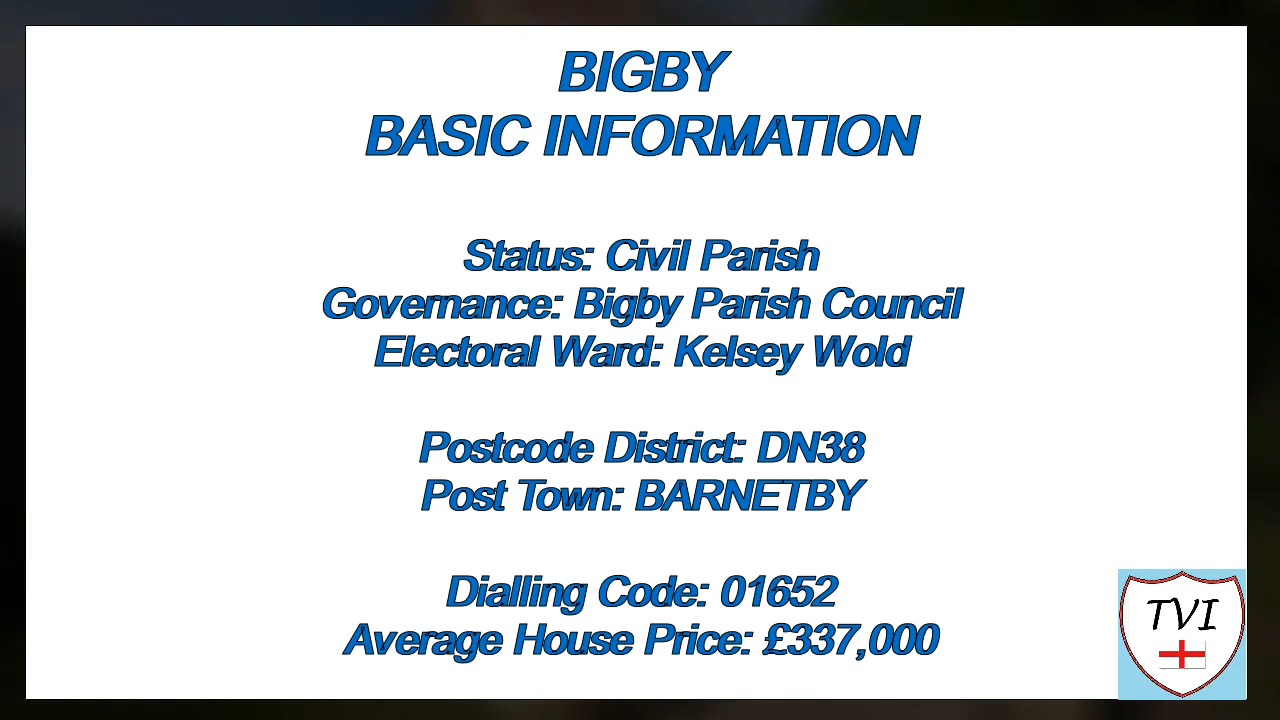 BIGBY
BASIC INFORMATION
Status: Civil Parish
Governance: Bigby Parish Council
Electoral Ward: Kelsey Wold
Postcode District: DN38
Post Town: BARNETBY
Dialling Code: 01652
Average House Price: £337,000
TVI